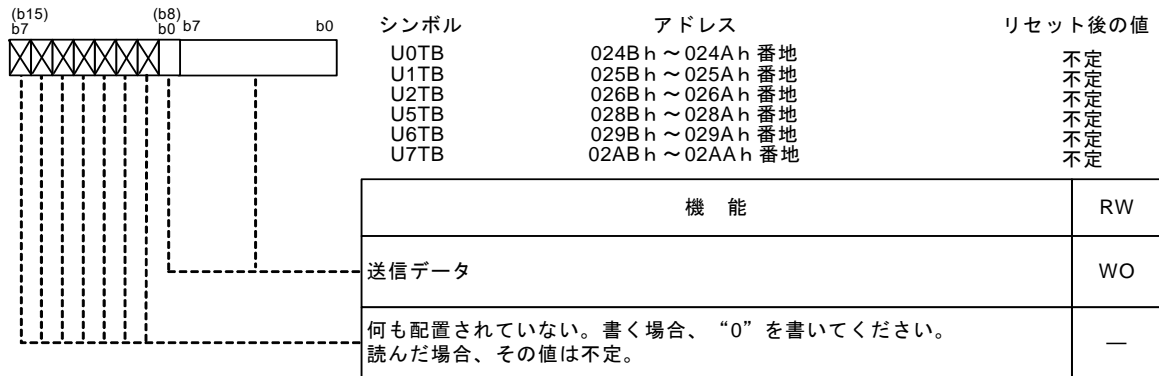 (b15) (b8)
b7 b0 b7 b0
シンボル アドレス リセット後の値
U0TB 024Bｈ～024Aｈ番地 不定
U1TB 025Bｈ～025Aｈ番地 不定
U2TB 026Bｈ～026Aｈ番地 不定
U5TB 028Bｈ～028Aｈ番地 不定
U6TB 029Bｈ～029Aｈ番地 不定
U7TB 02ABｈ～02AAｈ番地 不定
機 能 RW
送信データ WO
何も配置されていない。書く場合、“0”を書いてください。
読んだ場合、その値は不定。 —